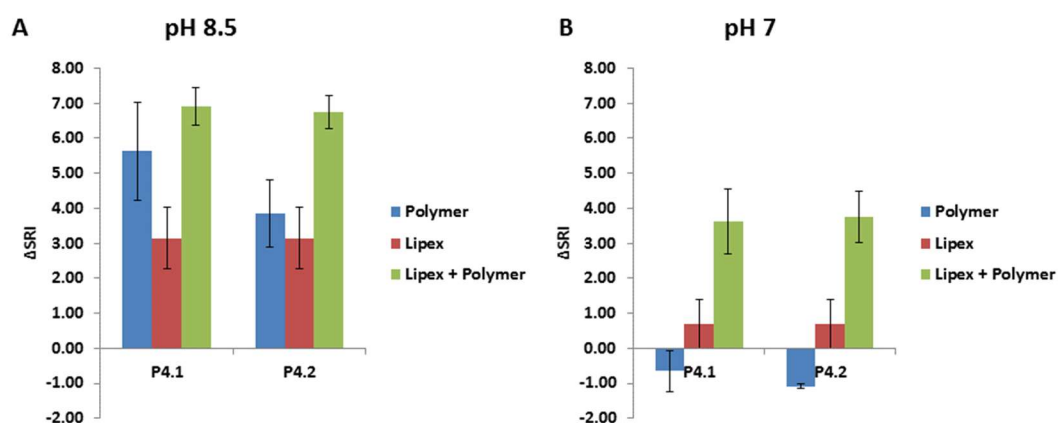 A
pH 8.5
8.00
7.00
6.00
5.00
4.00
3.00
2.00
1.00
0.00
-1.00
-2.00
ΔSRI
P4.1
P4.2
Polymer
Lipex
Lipex + Polymer
B
pH 7
8.00
7.00
6.00
5.00
4.00
3.00
2.00
1.00
0.00
-1.00
-2.00
ΔSRI
P4.1
P4.2
Polymer
Lipex
Lipex + Polymer